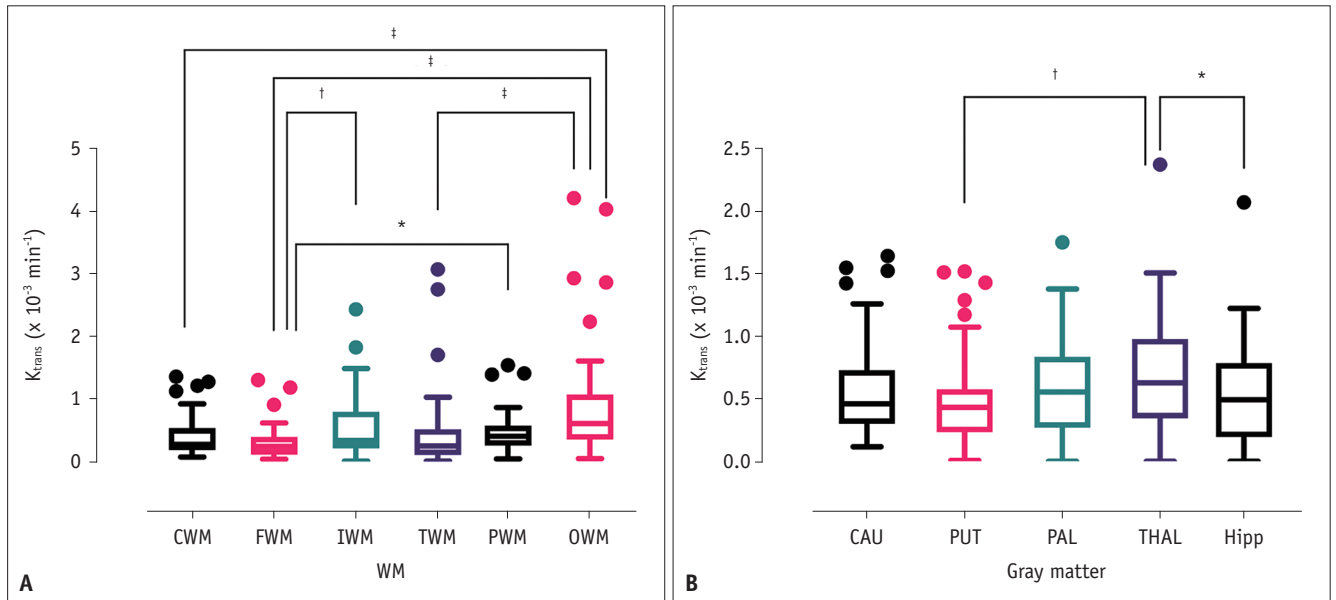 ‡
‡
†
‡
*
5
4
3
2
1
0
Ktrans (x 10-3 min-1)
CWM FWM IWM TWM PWM OWM
WM
A
†
*
2.5
2.0
1.5
1.0
0.5
0.0
Ktrans (x 10-3 min-1)
CAU PUT PAL THAL Hipp
Gray matter
B